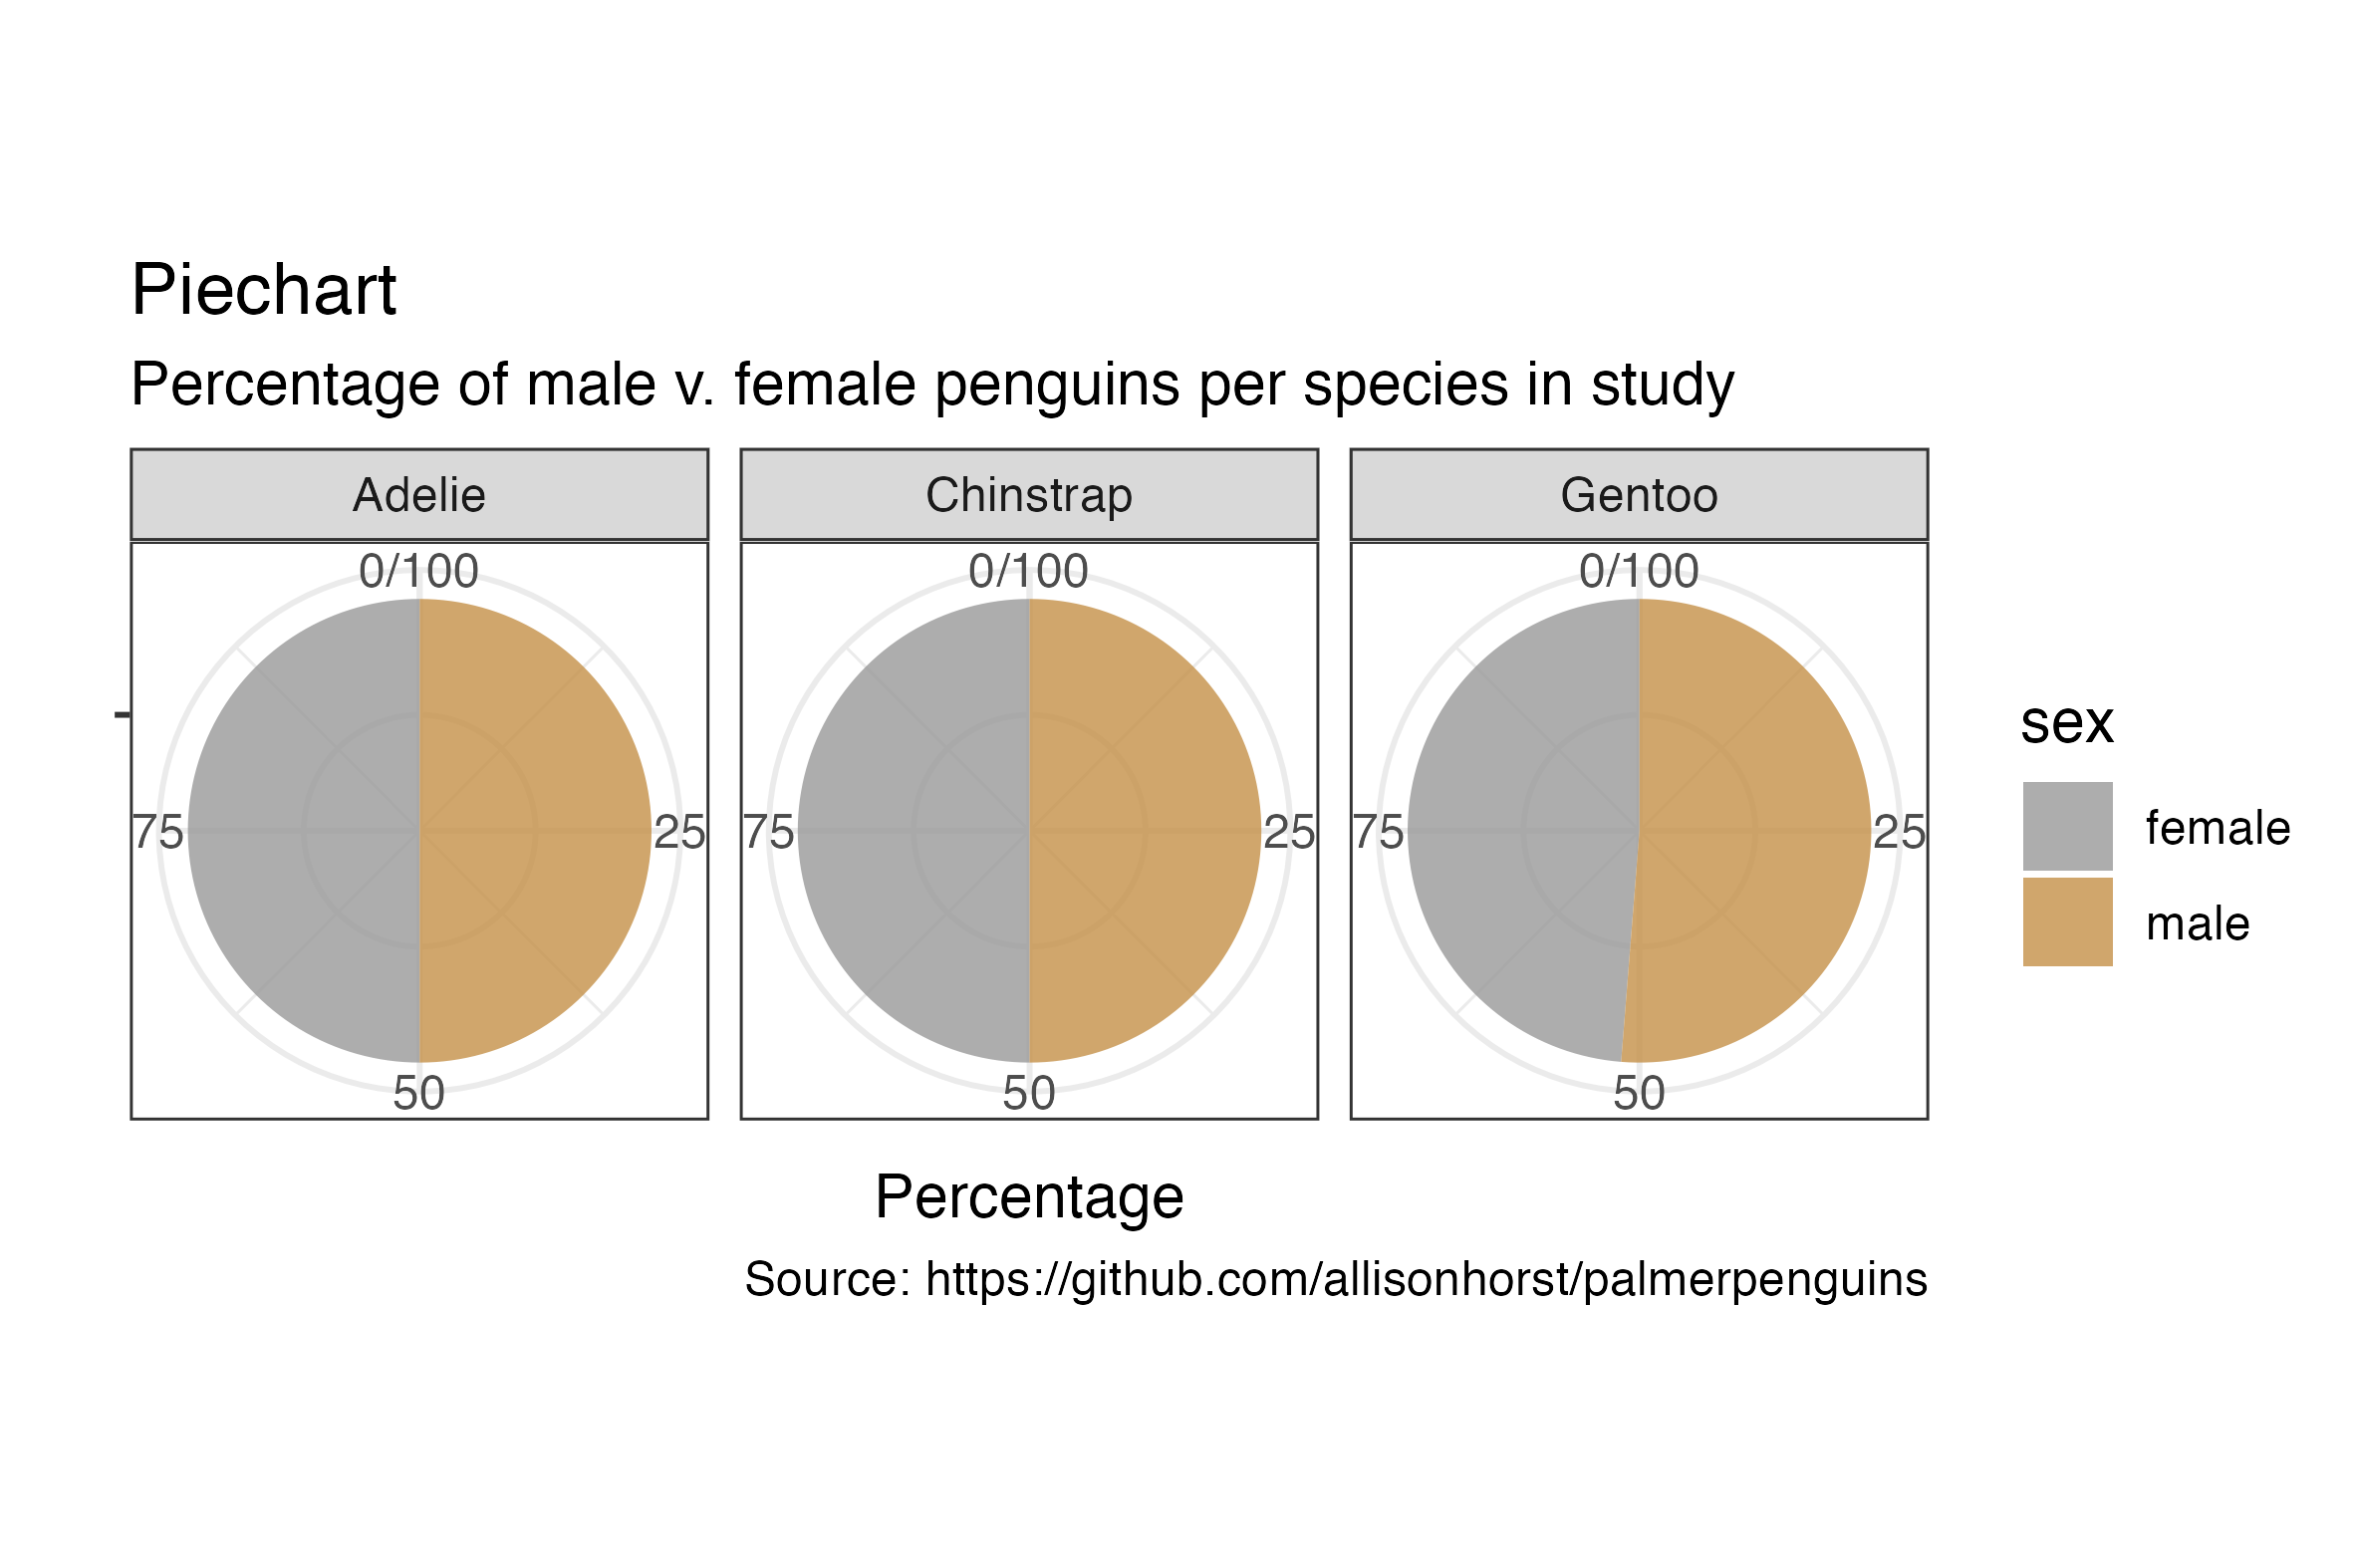 Piechart
Percentage of male v. female penguins per species in study
Adelie Chinstrap Gentoo
0/100 0/100 0/100
75 25 75 25 75 25
50 50 50
Percentage
Source: https://github.com/allisonhorst/palmerpenguins
sex
female
male